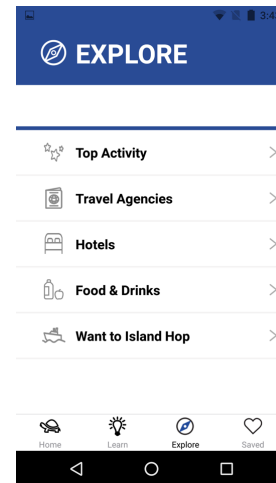 EXPLORE
Top Activity
Travel Agencies
Hotels
Food & Drinks
Want to Island Hop
Home Learn Explore Saved